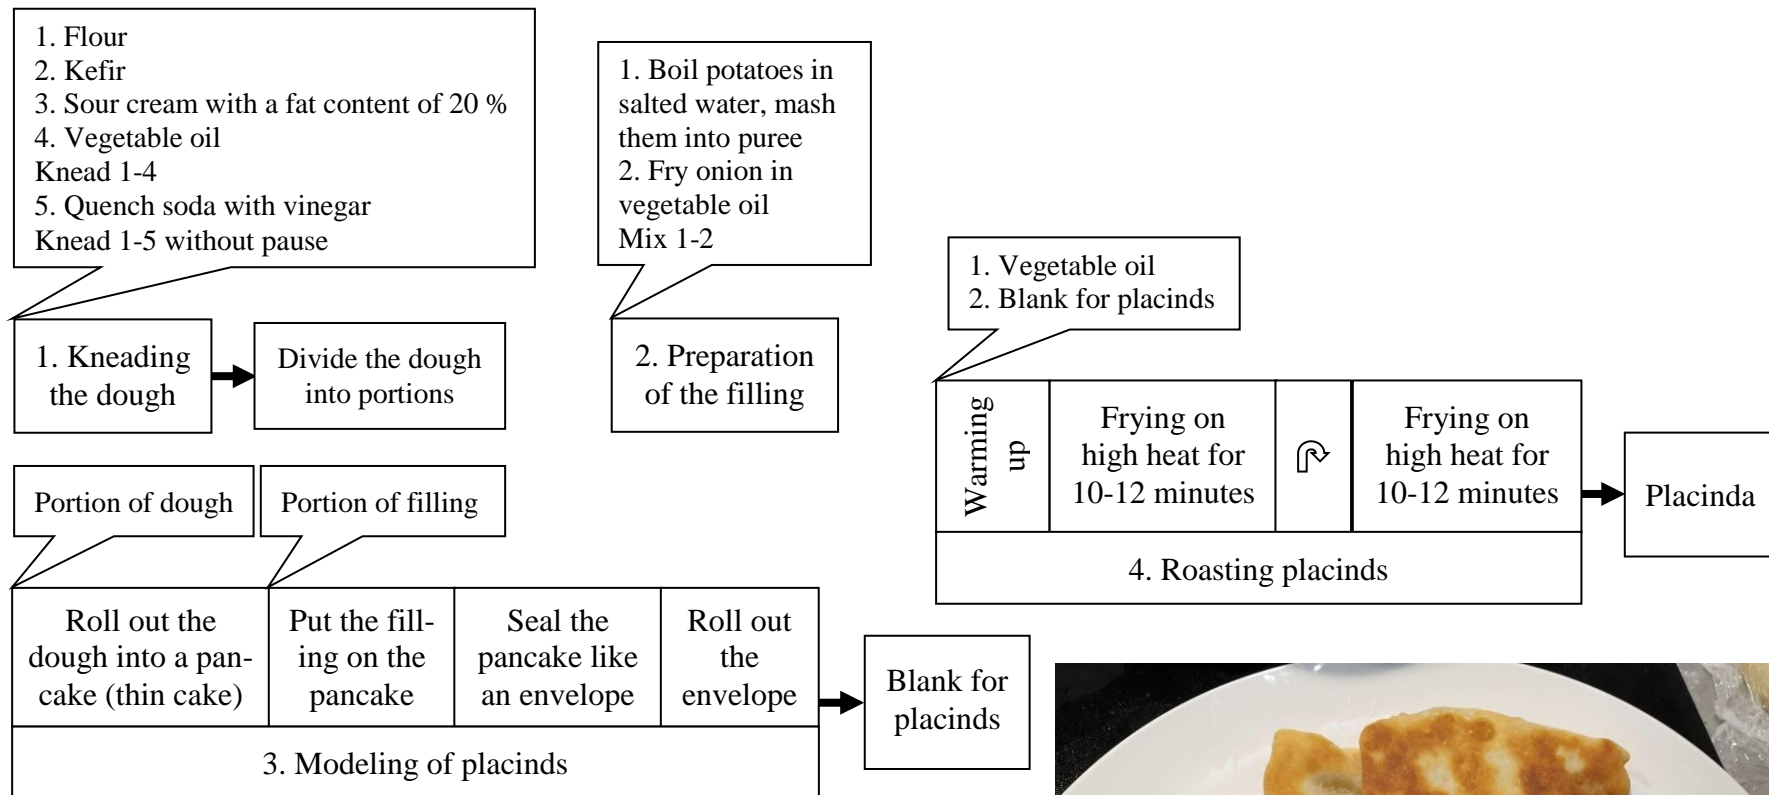 1. Flour
2. Kefir
3. Sour cream with a fat content of 20 %
4. Vegetable oil
Knead 1-4
5. Quench soda with vinegar
Knead 1-5 without pause
1. Kneading
the dough
Divide the dough
into portions
1. Boil potatoes in
salted water, mash
them into puree
2. Fry onion in
vegetable oil
Mix 1-2
2. Preparation
of the filling
Portion of dough
Portion of filling
Roll out the
dough into a pan-
cake (thin cake)
Put the fill-
ing on the
pancake
Seal the
pancake like
an envelope
Roll out
the
envelope
3. Modeling of placinds
Blank for
placinds
1. Vegetable oil
2. Blank for placinds
Warming
up
Frying on
high heat for
10-12 minutes
Frying on
high heat for
10-12 minutes
4. Roasting placinds
Placinda